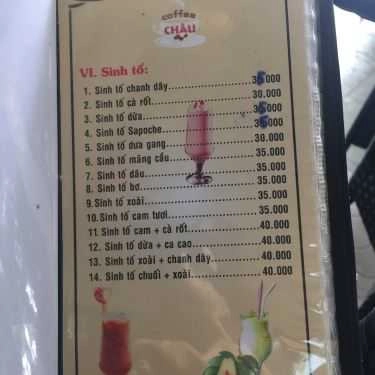 coffee
CHÂU
VI. Sinh tố:
1. Sinh tố chanh dây 35.000
2. Sinh tố cà rốt 30.000
3. Sinh tố dừa 35.000
4. Sinh tố Sapoche 35.000
5. Sinh tố dưa gang 30.000
6. Sinh tố mãng cầu 35.000
7. Sinh tố dâu 35.000
8. Sinh tố bơ 35.000
9. Sinh tố xoài 35.000
10. Sinh tố cam tươi 35.000
11. Sinh tố cam + cà rốt 40.000
12. Sinh tố dừa + ca cao 40.000
13. Sinh tố xoài + chanh dây 40.000
14. Sinh tố chuối + xoài 40.000